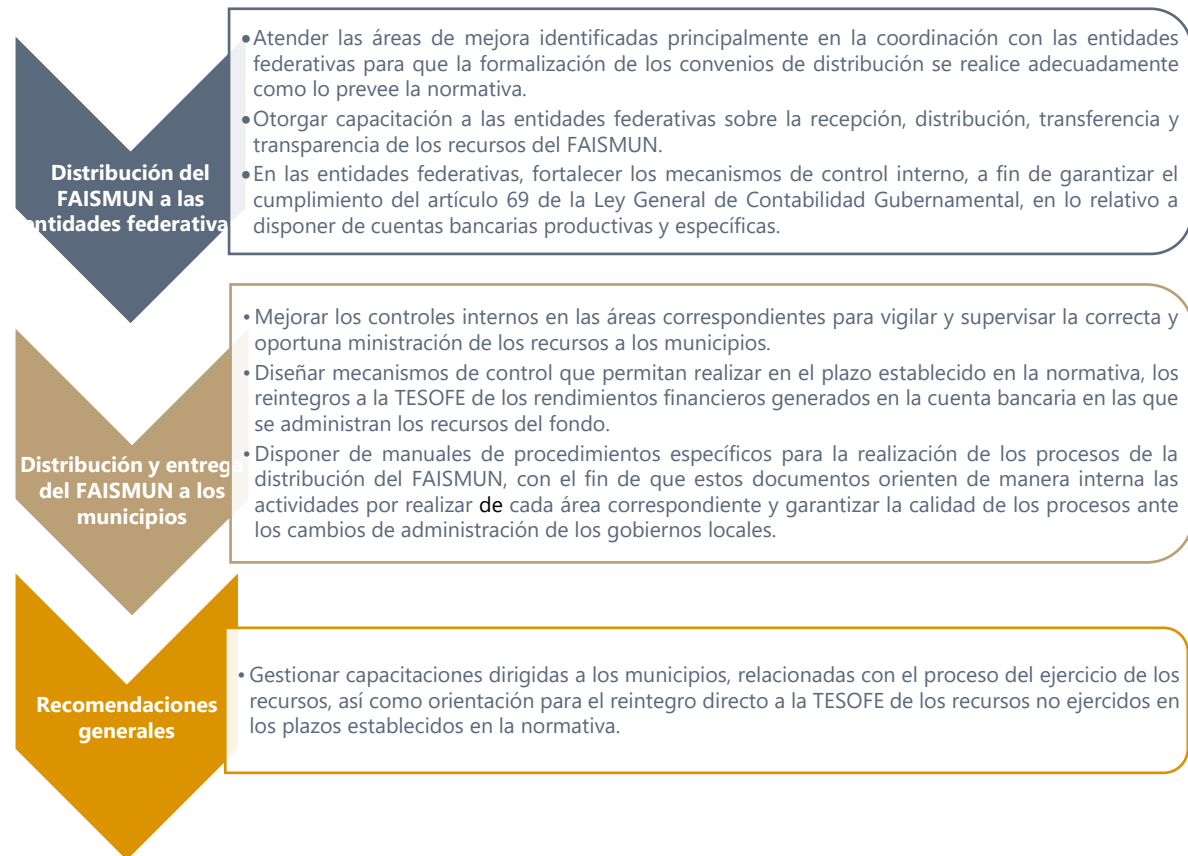 Distribución del
FAISMUN a las
entidades federativa
•Atender las áreas de mejora identificadas principalmente en la coordinación con las entidades
federativas para que la formalización de los convenios de distribución se realice adecuadamente
como lo prevee la normativa.
•Otorgar capacitación a las entidades federativas sobre la recepción, distribución, transferencia y
transparencia de los recursos del FAISMUN.
•En las entidades federativas, fortalecer los mecanismos de control interno, a fin de garantizar el
cumplimiento del artículo 69 de la Ley General de Contabilidad Gubernamental, en lo relativo a
disponer de cuentas bancarias productivas y específicas.
Distribución y entrega
del FAISMUN a los
municipios
• Mejorar los controles internos en las áreas correspondientes para vigilar y supervisar la correcta y
oportuna ministración de los recursos a los municipios.
• Diseñar mecanismos de control que permitan realizar en el plazo establecido en la normativa, los
reintegros a la TESOFE de los rendimientos financieros generados en la cuenta bancaria en las que
se administran los recursos del fondo.
• Disponer de manuales de procedimientos específicos para la realización de los procesos de la
distribución del FAISMUN, con el fin de que estos documentos orienten de manera interna las
actividades por realizar de cada área correspondiente y garantizar la calidad de los procesos ante
los cambios de administración de los gobiernos locales.
Recomendaciones
generales
• Gestionar capacitaciones dirigidas a los municipios, relacionadas con el proceso del ejercicio de los
recursos, así como orientación para el reintegro directo a la TESOFE de los recursos no ejercidos en
los plazos establecidos en la normativa.